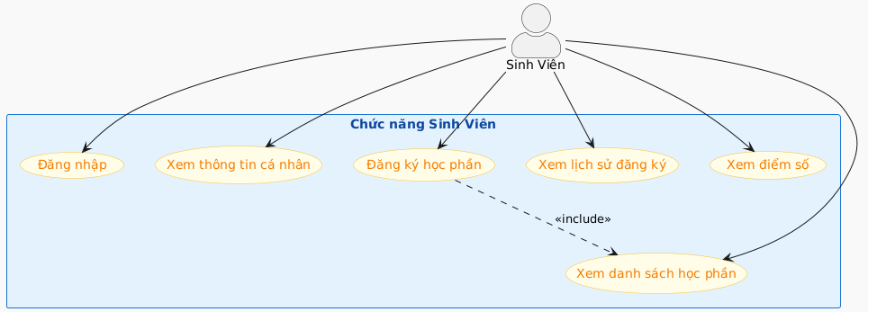 Sinh Viên
Chức năng Sinh Viên
Đăng nhập
Xem thông tin cá nhân
Đăng ký học phần
Xem lịch sử đăng ký
Xem điểm số
«include»
Xem danh sách học phần